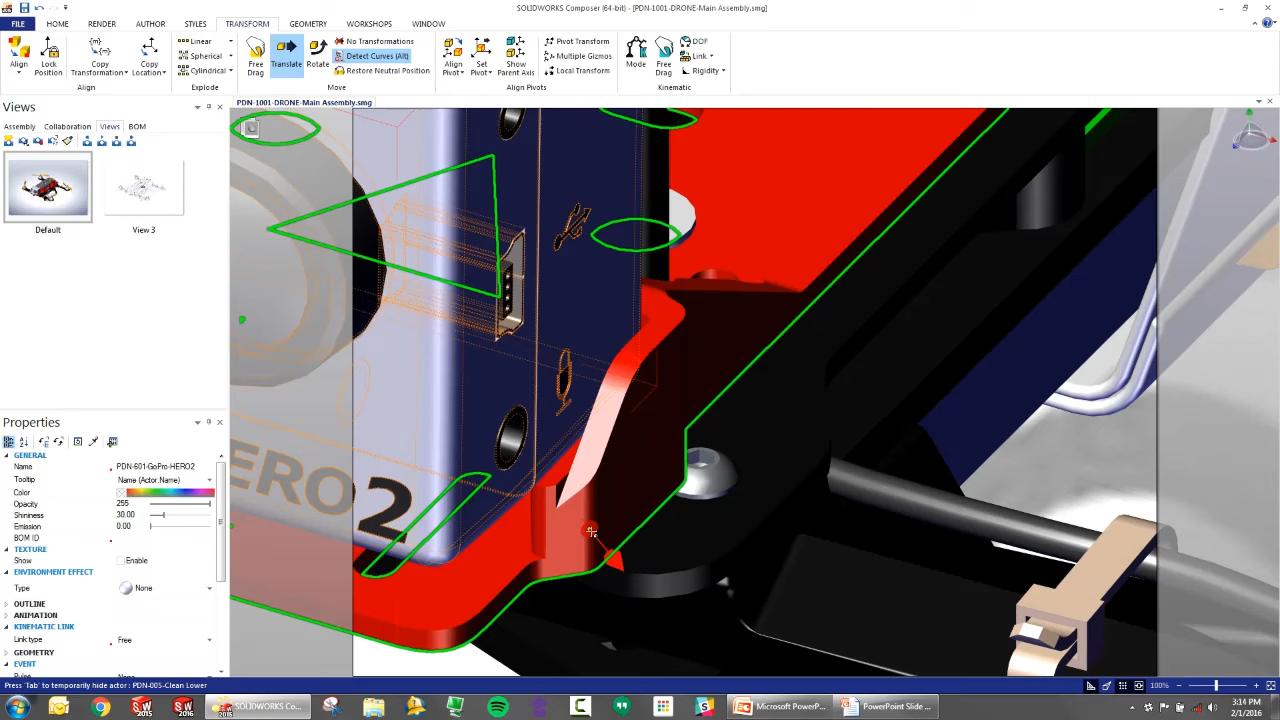 SOLIDWORKS Composer (64-bit) - [PDN-1001-DRONE-Main Assembly.smg]
FILE HOME RENDER AUTHOR STYLES TRANSFORM GEOMETRY WORKSHOPS WINDOW
Align Lock Position Copy Transformation Copy Location Linear Spherical Cylindrical Free Drag Translate Rotate No Transformations Detect Curves (Alt) Restore Neutral Position Align Pivot Set Pivot Show Parent Axis Pivot Transform Multiple Gizmos Local Transform Mode Free Drag DOF Link Rigidity
Align Explode Move Align Pivots Kinematic
Views
PDN-1001-DRONE-Main Assembly.smg
Assembly Collaboration Views BOM
Default View 3
ERO2
Properties
GENERAL
Name PDN-601-GoPro-HERO2
Tooltip Name (Actor.Name)
Color
Opacity 255
Shininess 30.00
Emission 0.00
BOM ID
TEXTURE
Show Enable
ENVIRONMENT EFFECT
Type None
OUTLINE
ANIMATION
KINEMATIC LINK
Link type Free
GEOMETRY
EVENT
Press 'Tab' to temporarily hide actor : PDN-005-Clean Lower
100%
SW 2015 SW 2016 SOLIDWORKS Co... PowerPoint Slide ...
3:14 PM
2/1/2016